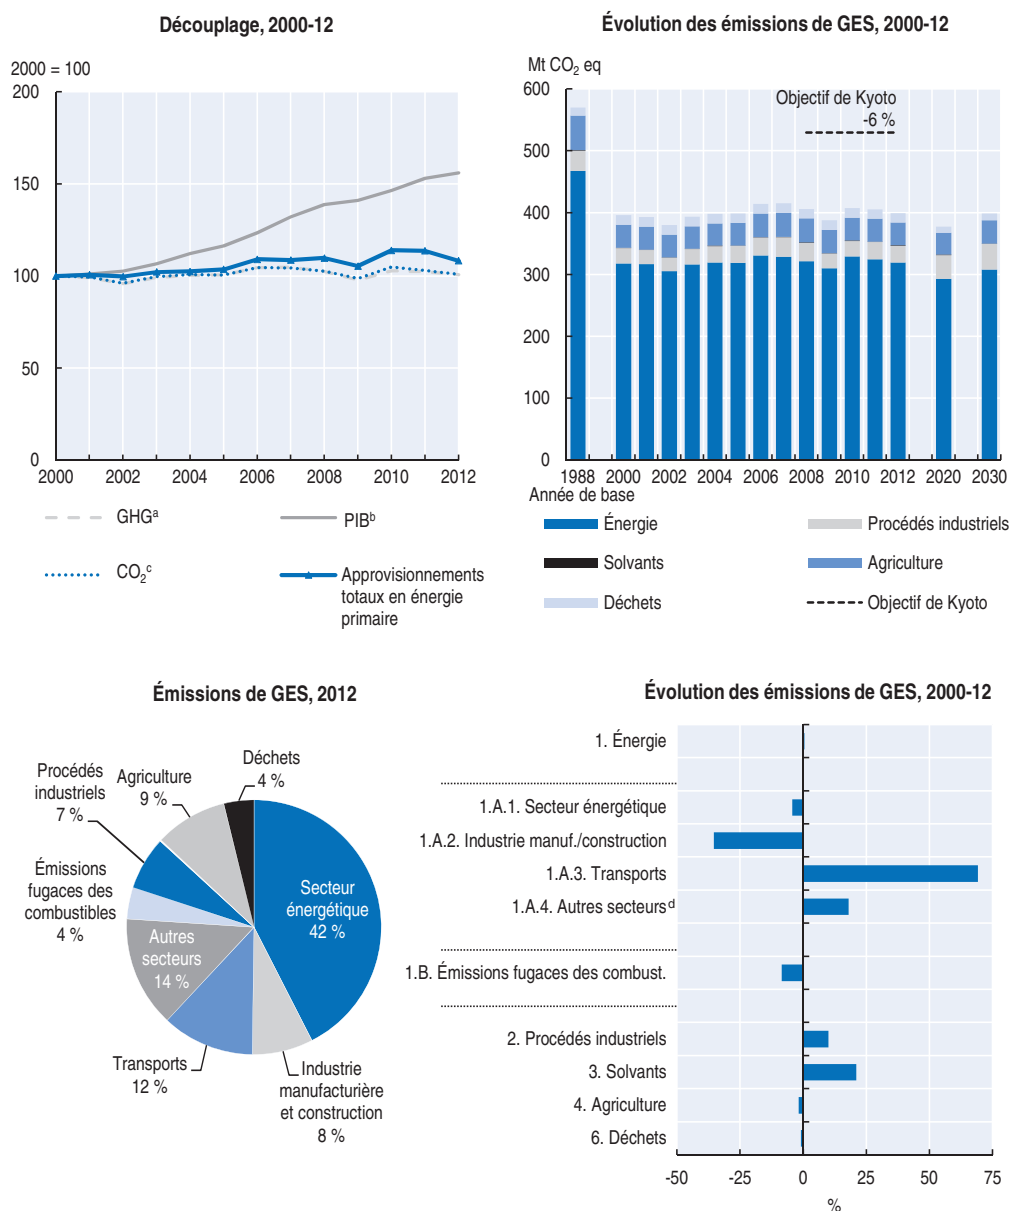 Découplage, 2000-12
2000 = 100
200
150
100
50
0
2000 2002 2004 2006 2008 2010 2012
GHGᵃ
PIBᵇ
CO₂ᶜ
Approvisionnements
totaux en énergie
primaire
Évolution des émissions de GES, 2000-12
Mt CO₂ eq
600
500
400
300
200
100
0
Objectif de Kyoto
-6 %
1988 2000 2002 2004 2006 2008 2010 2012 2020 2030
Année de base
Énergie
Procédés industriels
Solvants
Agriculture
Déchets
Objectif de Kyoto
Émissions de GES, 2012
Déchets
4 %
Agriculture
9 %
Procédés
industriels
7 %
Émissions
fugaces des
combustibles
4 %
Autres
secteurs
14 %
Secteur
énergétique
42 %
Transports
12 %
Industrie
manufacturière
et construction
8 %
Évolution des émissions de GES, 2000-12
1. Énergie
1.A.1. Secteur énergétique
1.A.2. Industrie manuf./construction
1.A.3. Transports
1.A.4. Autres secteursᵈ
1.B. Émissions fugaces des combust.
2. Procédés industriels
3. Solvants
4. Agriculture
6. Déchets
-50 -25 0 25 50 75
%